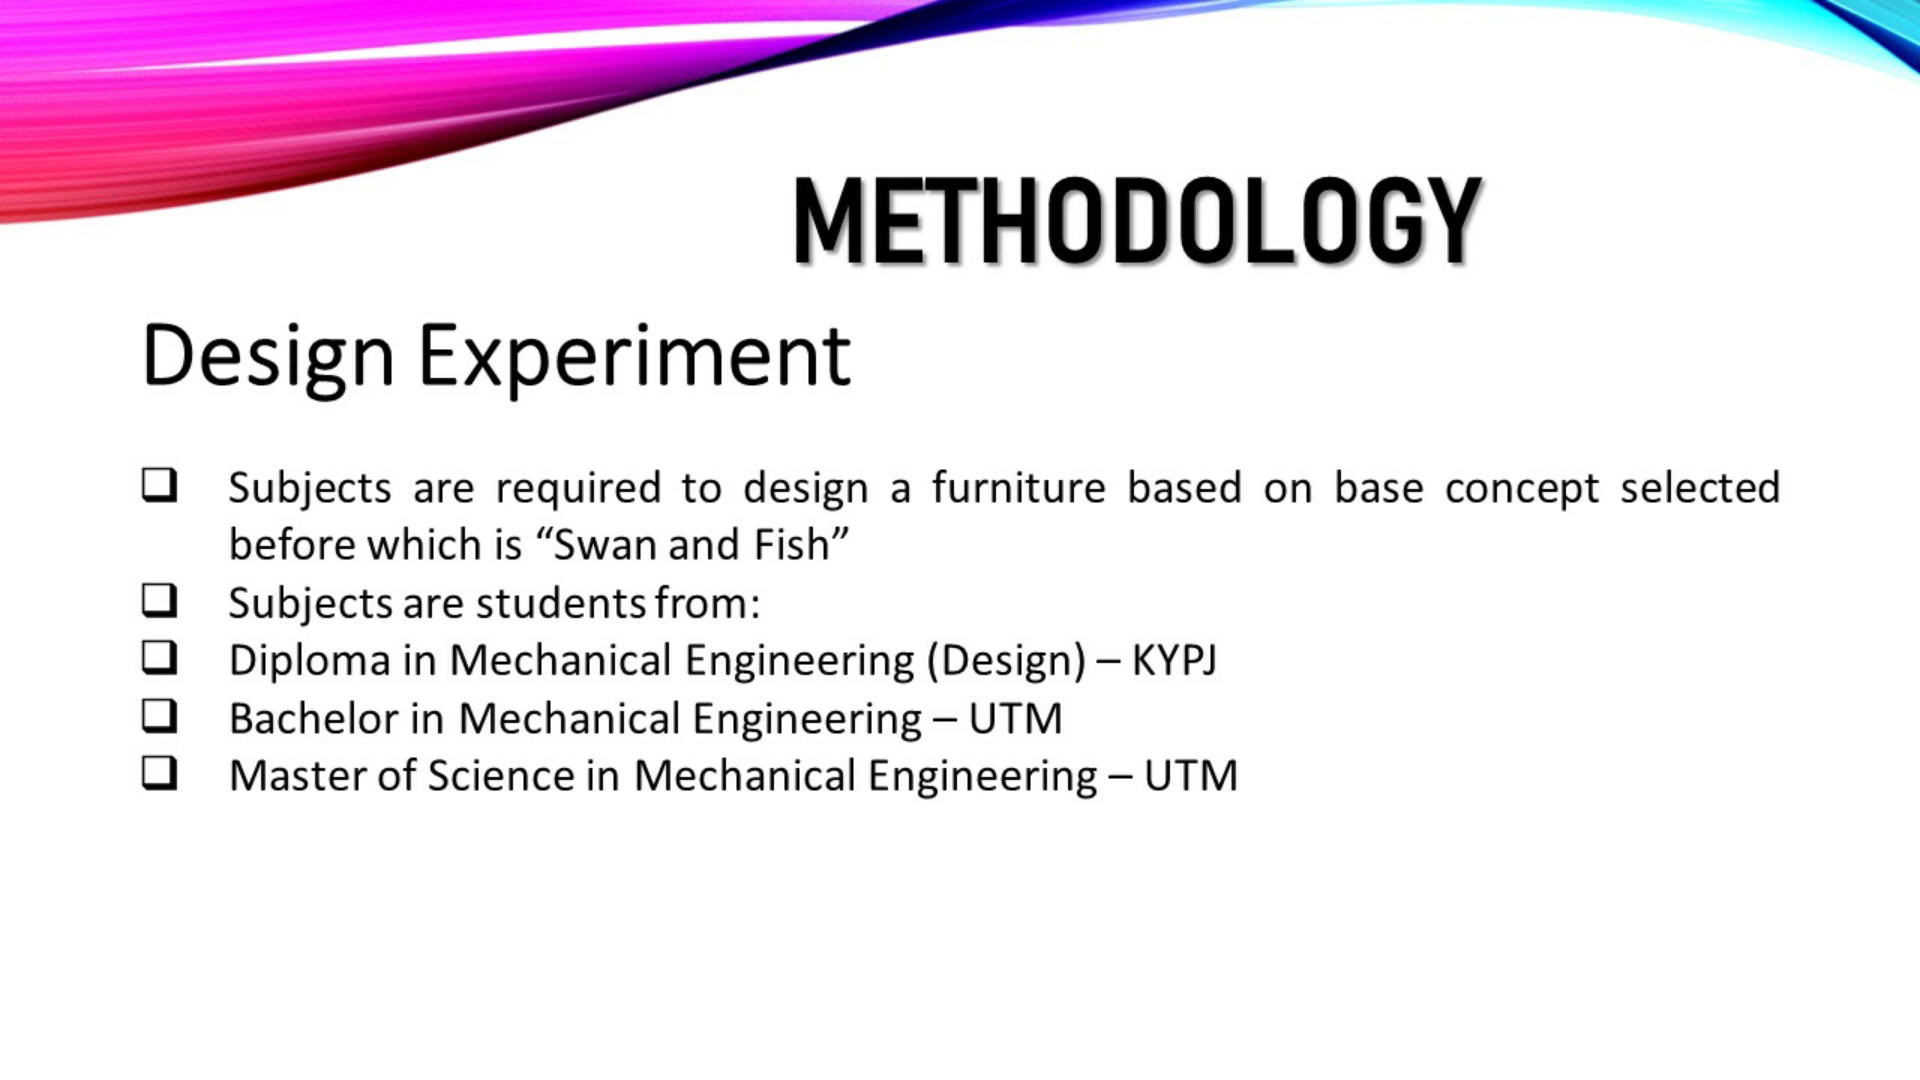 METHODOLOGY
Design Experiment
❑ Subjects are required to design a furniture based on base concept selected
before which is “Swan and Fish”
❑ Subjects are students from:
❑ Diploma in Mechanical Engineering (Design) – KYPJ
❑ Bachelor in Mechanical Engineering – UTM
❑ Master of Science in Mechanical Engineering – UTM